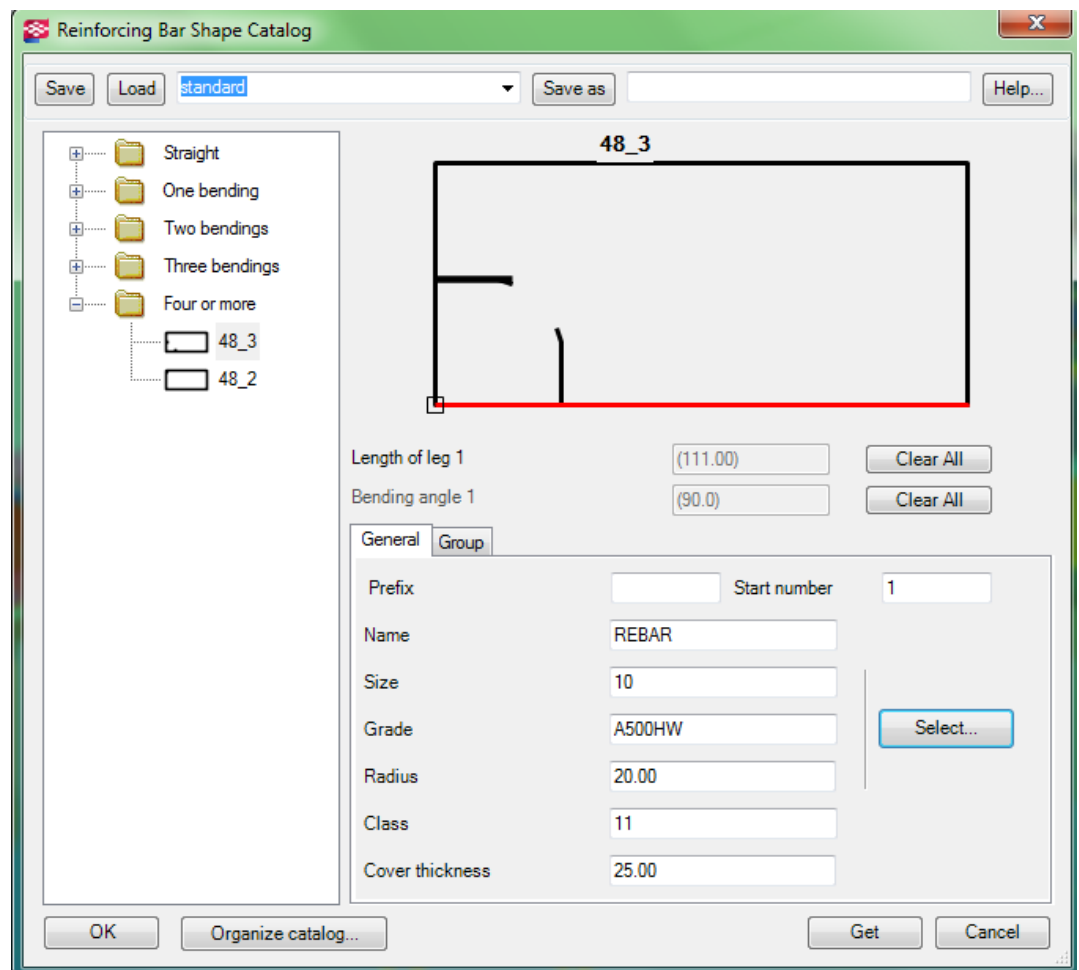 Reinforcing Bar Shape Catalog
x
Save Load standard Save as Help...
Straight
One bending
Two bendings
Three bendings
Four or more
48_3
48_2
48_3
Length of leg 1 (111.00) Clear All
Bending angle 1 (90.0) Clear All
General Group
Prefix Start number 1
Name REBAR
Size 10
Grade A500HW Select...
Radius 20.00
Class 11
Cover thickness 25.00
OK Organize catalog... Get Cancel